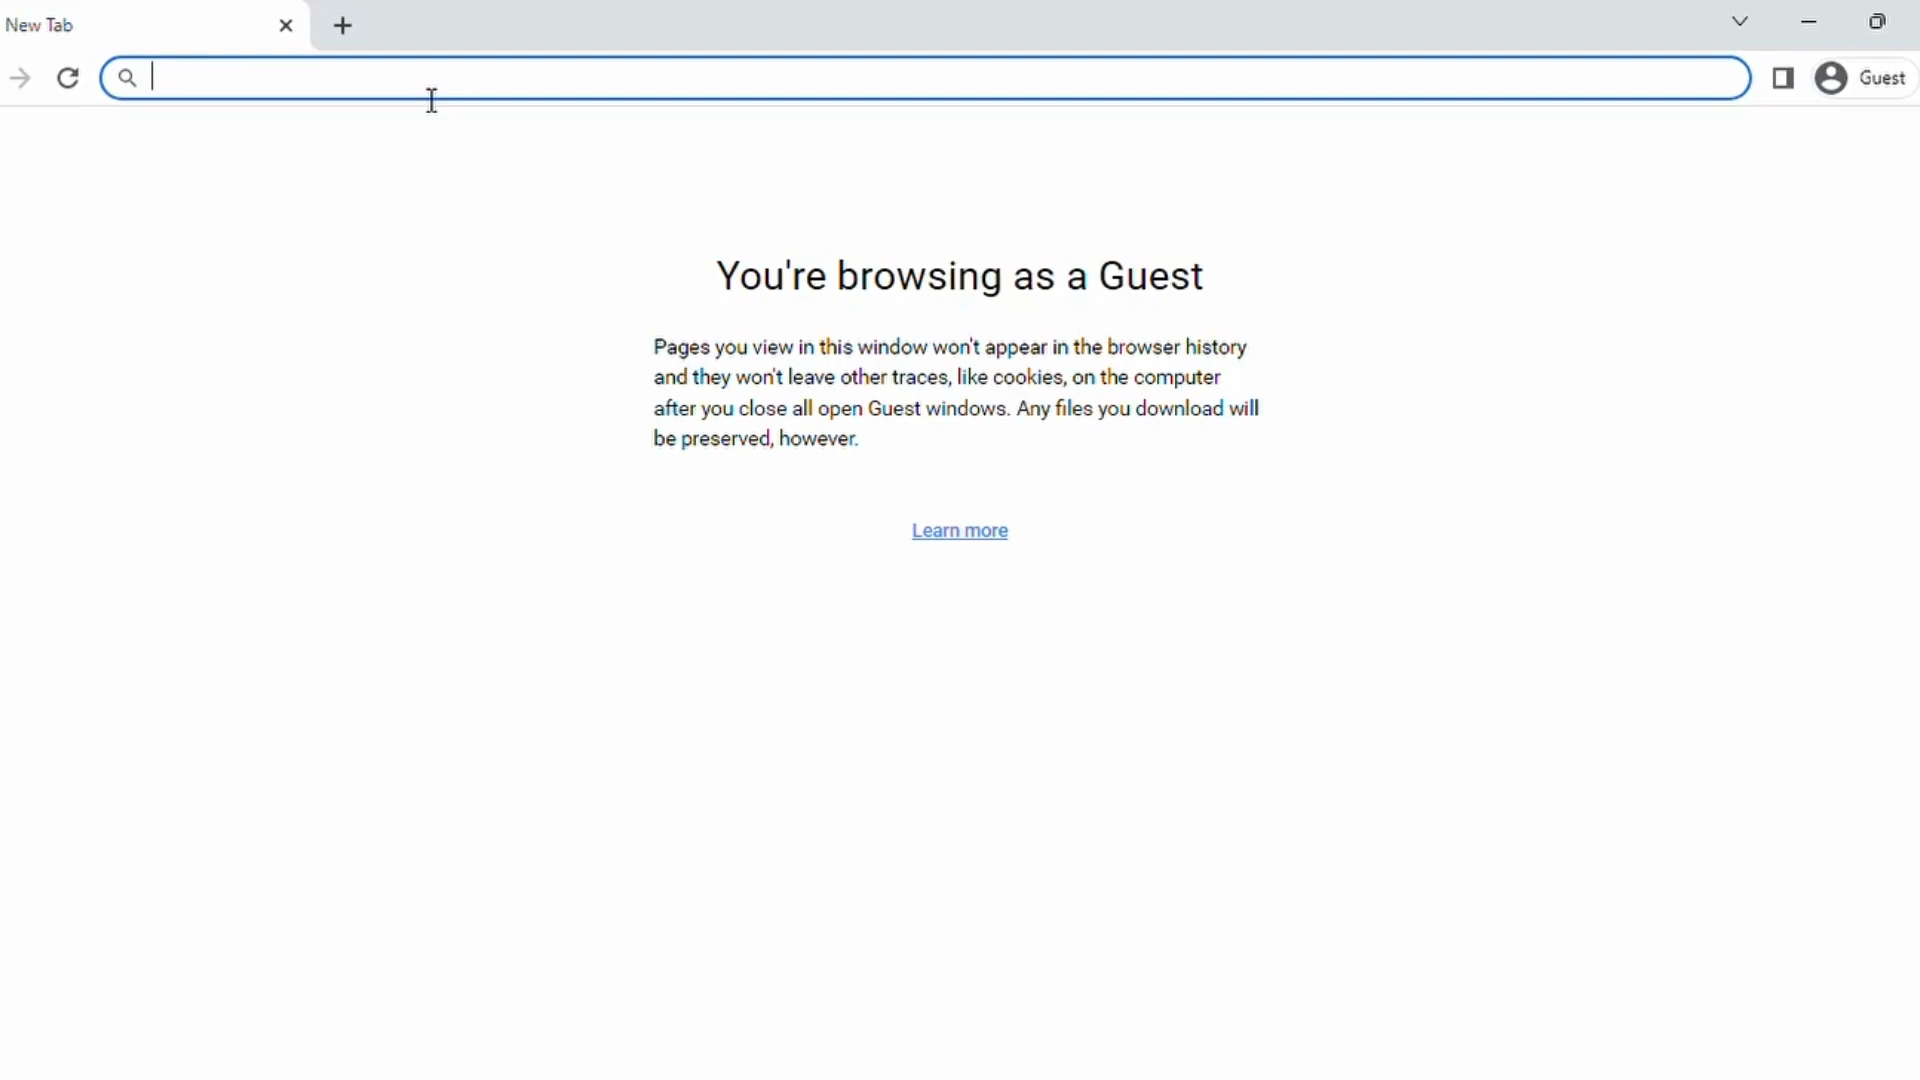 New Tab
Guest
You're browsing as a Guest
Pages you view in this window won't appear in the browser history
and they won't leave other traces, like cookies, on the computer
after you close all open Guest windows. Any files you download will
be preserved, however.
Learn more